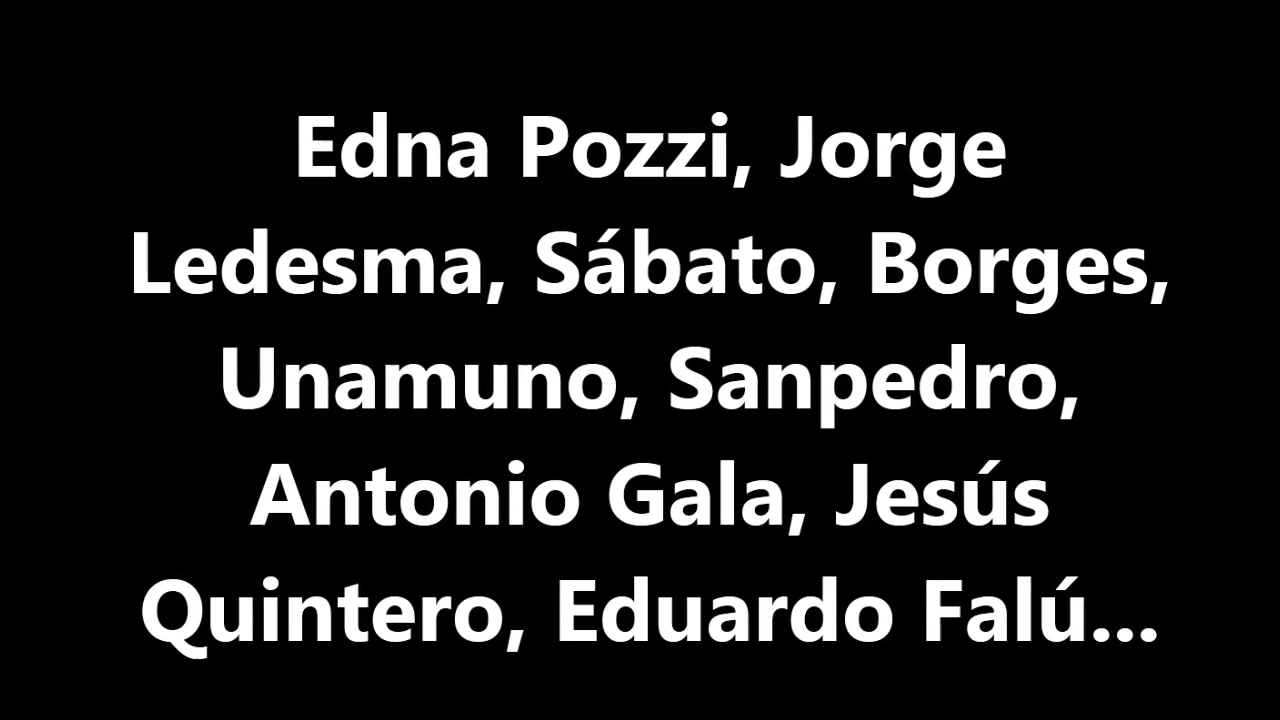 Edna Pozzi, Jorge
Ledesma, Sábato, Borges,
Unamuno, Sanpedro,
Antonio Gala, Jesús
Quintero, Eduardo Falú...